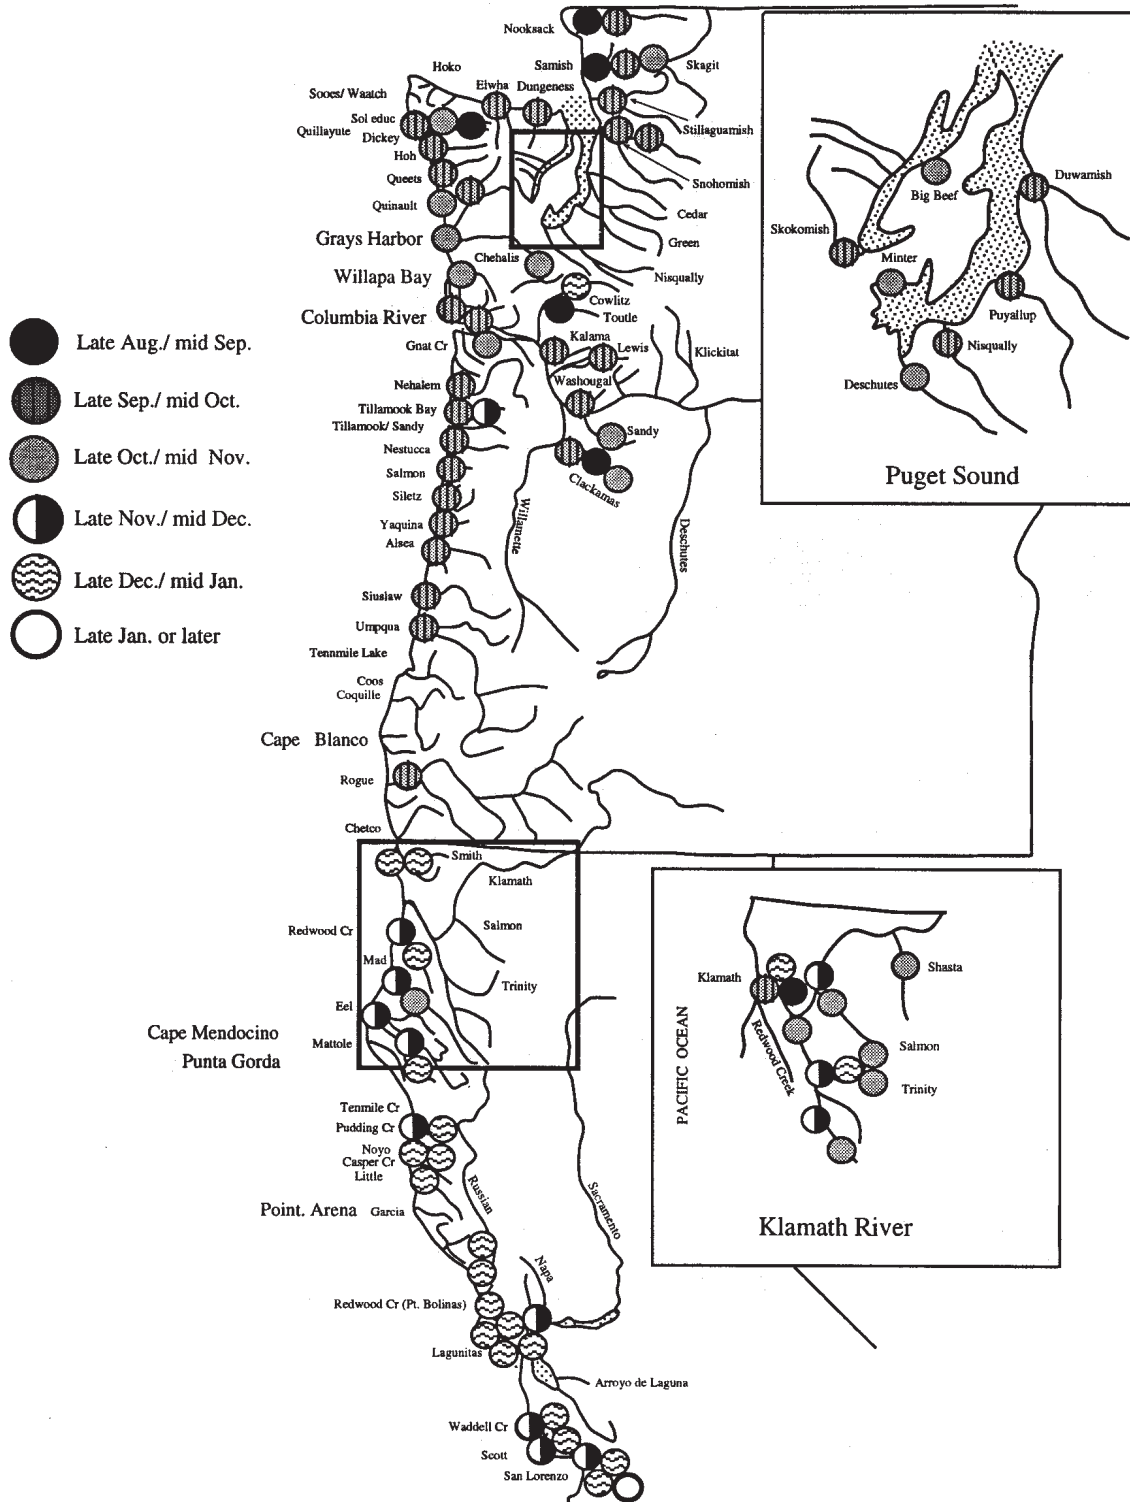 Nooksack
Samish
Skagit
Hoko
Elwha
Dungeness
Sooes/ Waatch
Sol educ
Quillayute
Dickey
Stillaguamish
Hoh
Queets
Snohomish
Quinault
Cedar
Grays Harbor
Green
Chehalis
Willapa Bay
Nisqually
Cowlitz
Toutle
Columbia River
Kalama
Gnat Cr
Lewis
Klickitat
Nehalem
Washougal
Tillamook Bay
Tillamook/ Sandy
Sandy
Nestucca
Salmon
Clackamas
Siletz
Willamette
Deschutes
Yaquina
Alsea
Siuslaw
Umpqua
Tennmile Lake
Coos
Coquille
Cape Blanco
Rogue
Chetco
Smith
Klamath
Redwood Cr
Salmon
Mad
Trinity
Eel
Cape Mendocino
Mattole
Punta Gorda
Tenmile Cr
Pudding Cr
Noyo
Casper Cr
Little
Russian
Sacramento
Point. Arena
Garcia
Napa
Redwood Cr (Pt. Bolinas)
Lagunitas
Arroyo de Laguna
Waddell Cr
Scott
San Lorenzo
Late Aug./ mid Sep.
Late Sep./ mid Oct.
Late Oct./ mid Nov.
Late Nov./ mid Dec.
Late Dec./ mid Jan.
Late Jan. or later
Duwamish
Big Beef
Skokomish
Minter
Puyallup
Nisqually
Deschutes
Puget Sound
Klamath
Shasta
Redwood Creek
PACIFIC OCEAN
Salmon
Trinity
Klamath River